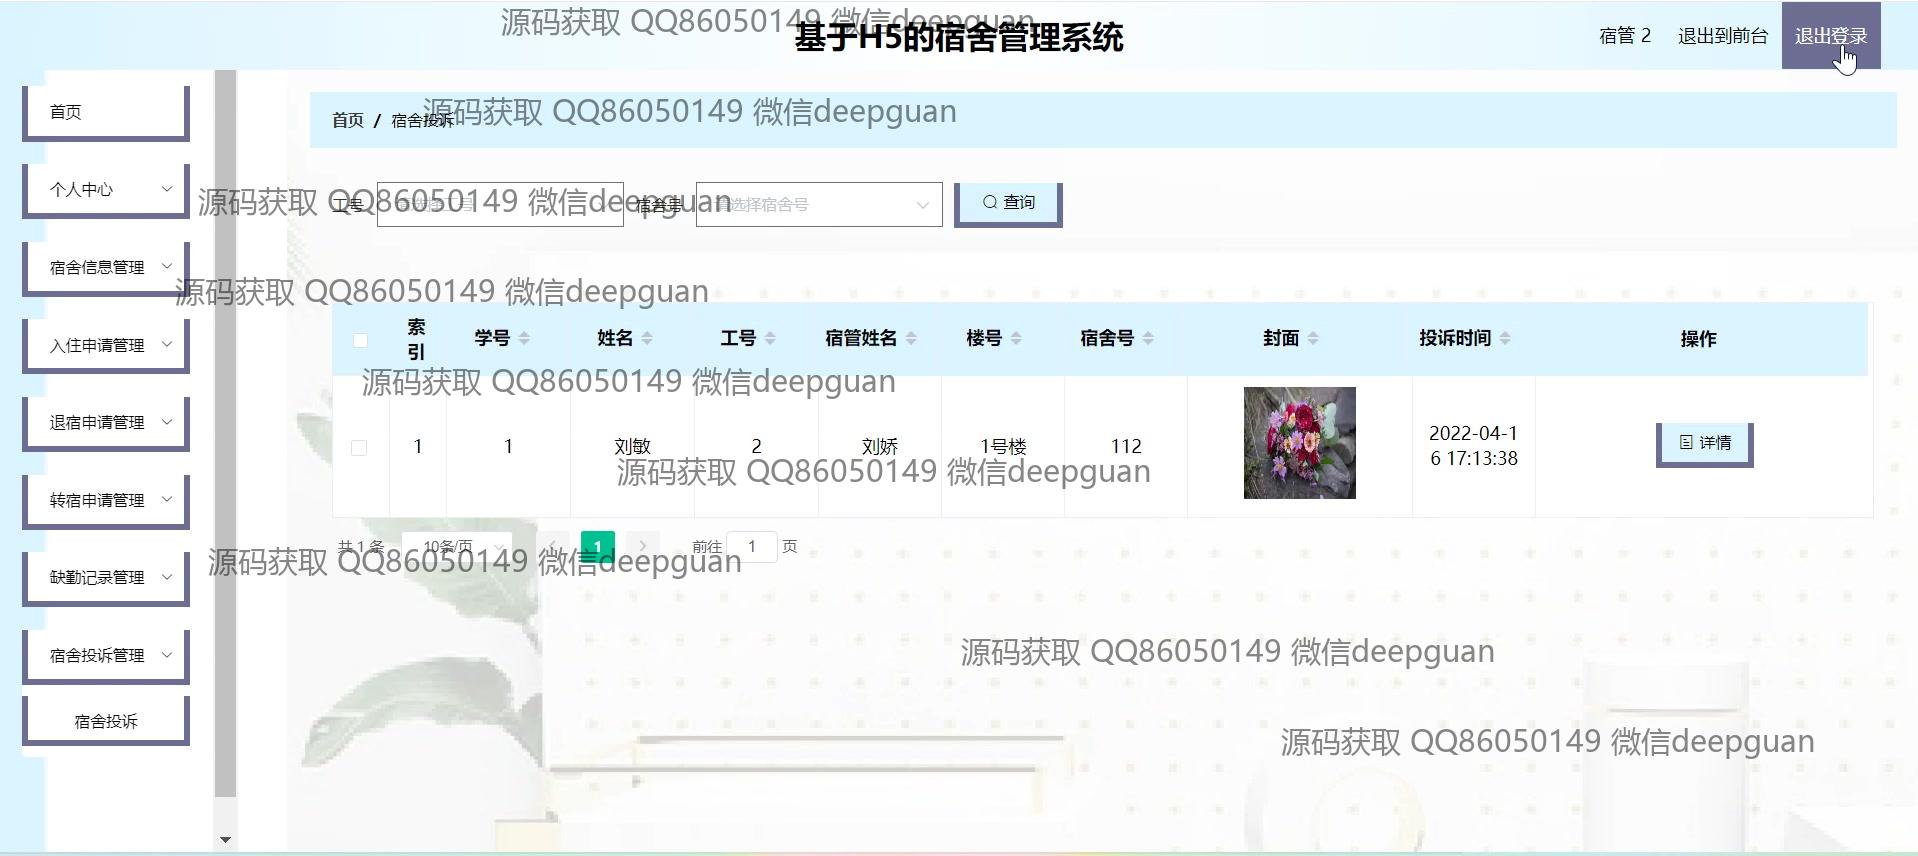 源码获取 QQ86050149 微信deepguan
基于H5的宿舍管理系统
宿管 2
退出到前台
退出登录
首页
个人中心
宿舍信息管理
入住申请管理
退宿申请管理
转宿申请管理
缺勤记录管理
宿舍投诉管理
宿舍投诉
首页 / 宿舍投诉
源码获取 QQ86050149 微信deepguan
工号
宿舍号 请选择宿舍号
查询
源码获取 QQ86050149 微信deepguan
源码获取 QQ86050149 微信deepguan
索引 学号 姓名 工号 宿管姓名 楼号 宿舍号 封面 投诉时间 操作
源码获取 QQ86050149 微信deepguan
1 1 刘敏 2 刘娇 1号楼 112 2022-04-1
6 17:13:38 详情
源码获取 QQ86050149 微信deepguan
共 1 条 10条/页 1 前往 1 页
源码获取 QQ86050149 微信deepguan
源码获取 QQ86050149 微信deepguan
源码获取 QQ86050149 微信deepguan